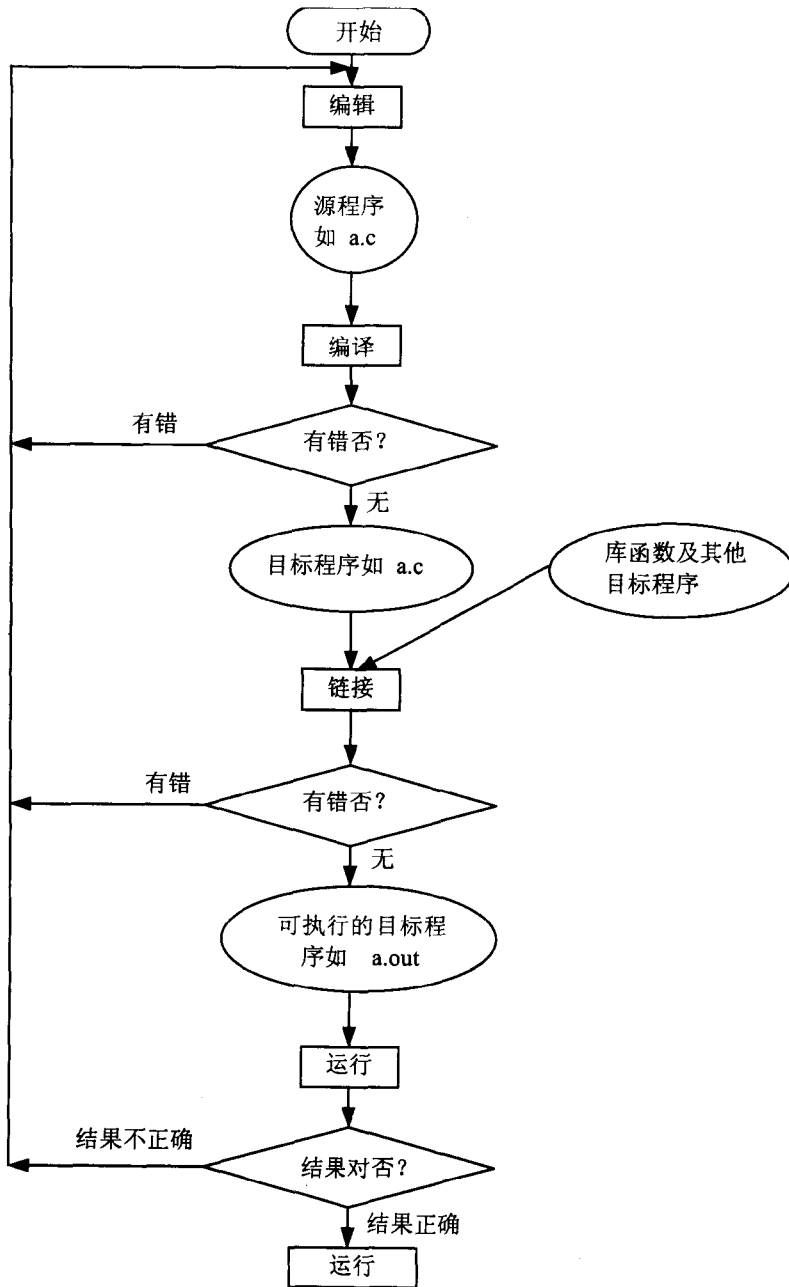 开始
编辑
源程序
如 a.c
编译
有错
有错否?
无
目标程序如 a.c
库函数及其他
目标程序
链接
有错
有错否?
无
可执行的目标程
序如 a.out
运行
结果不正确
结果对否?
结果正确
运行